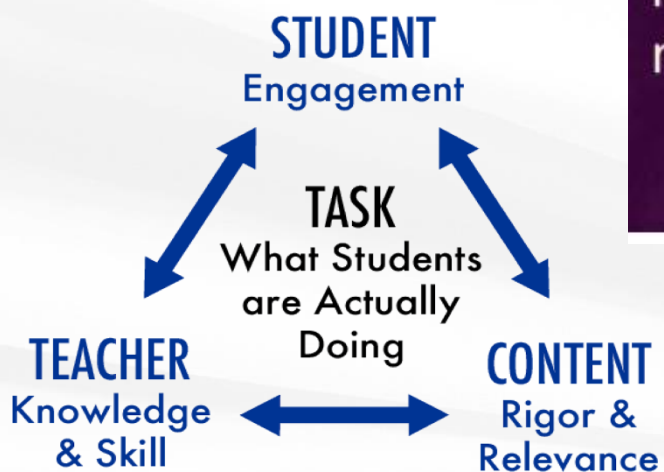 STUDENT
Engagement
TASK
What Students
are Actually
Doing
TEACHER
Knowledge
& Skill
CONTENT
Rigor &
Relevance